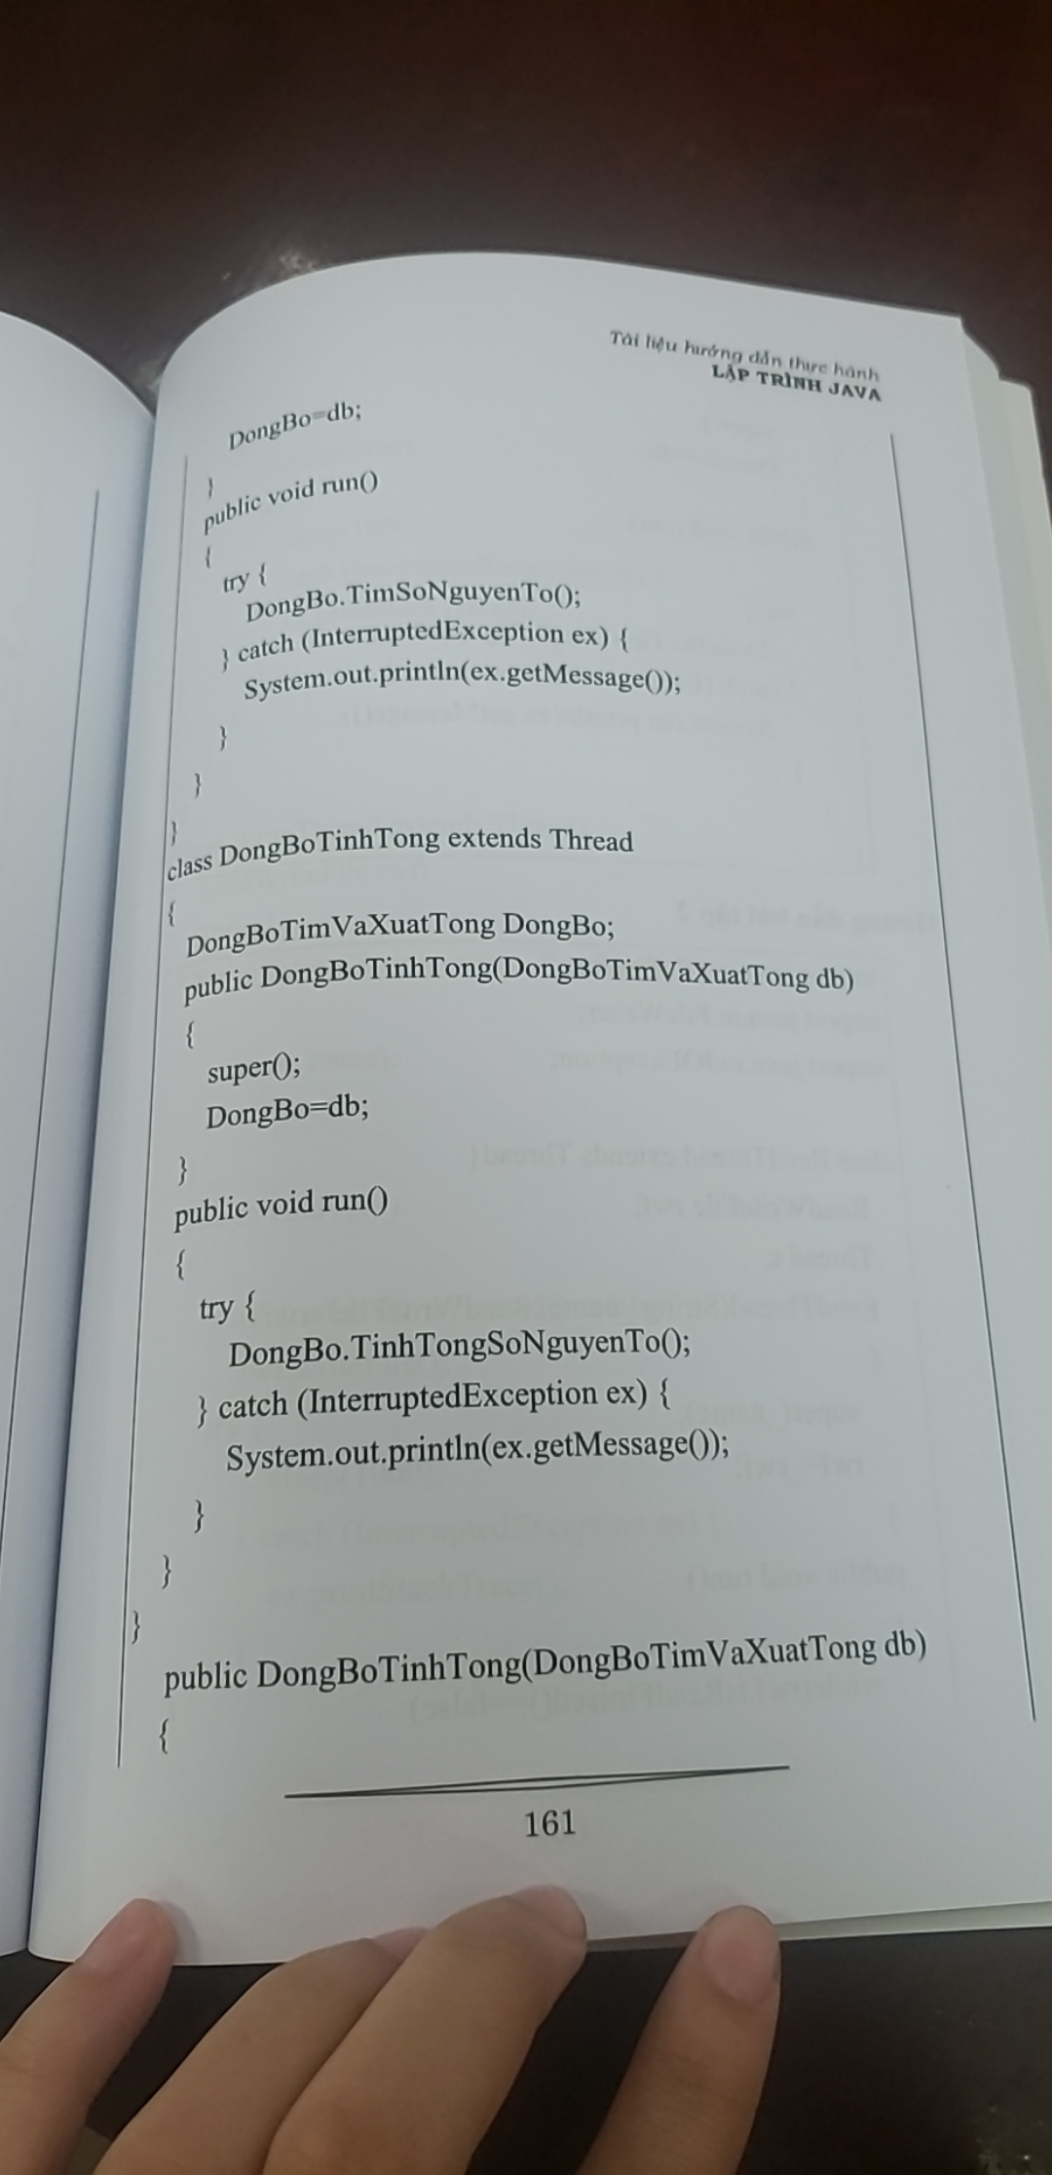 Tài liệu hướng dẫn thực hành
LẬP TRÌNH JAVA
DongBo=db;
}
public void run()
{
try {
DongBo.TimSoNguyenTo();
} catch (InterruptedException ex) {
System.out.println(ex.getMessage());
}
}
}
class DongBoTinhTong extends Thread
{
DongBoTimVaXuatTong DongBo;
public DongBoTinhTong(DongBoTimVaXuatTong db)
{
super();
DongBo=db;
}
public void run()
{
try {
DongBo.TinhTongSoNguyenTo();
} catch (InterruptedException ex) {
System.out.println(ex.getMessage());
}
}
}
public DongBoTinhTong(DongBoTimVaXuatTong db)
{
161